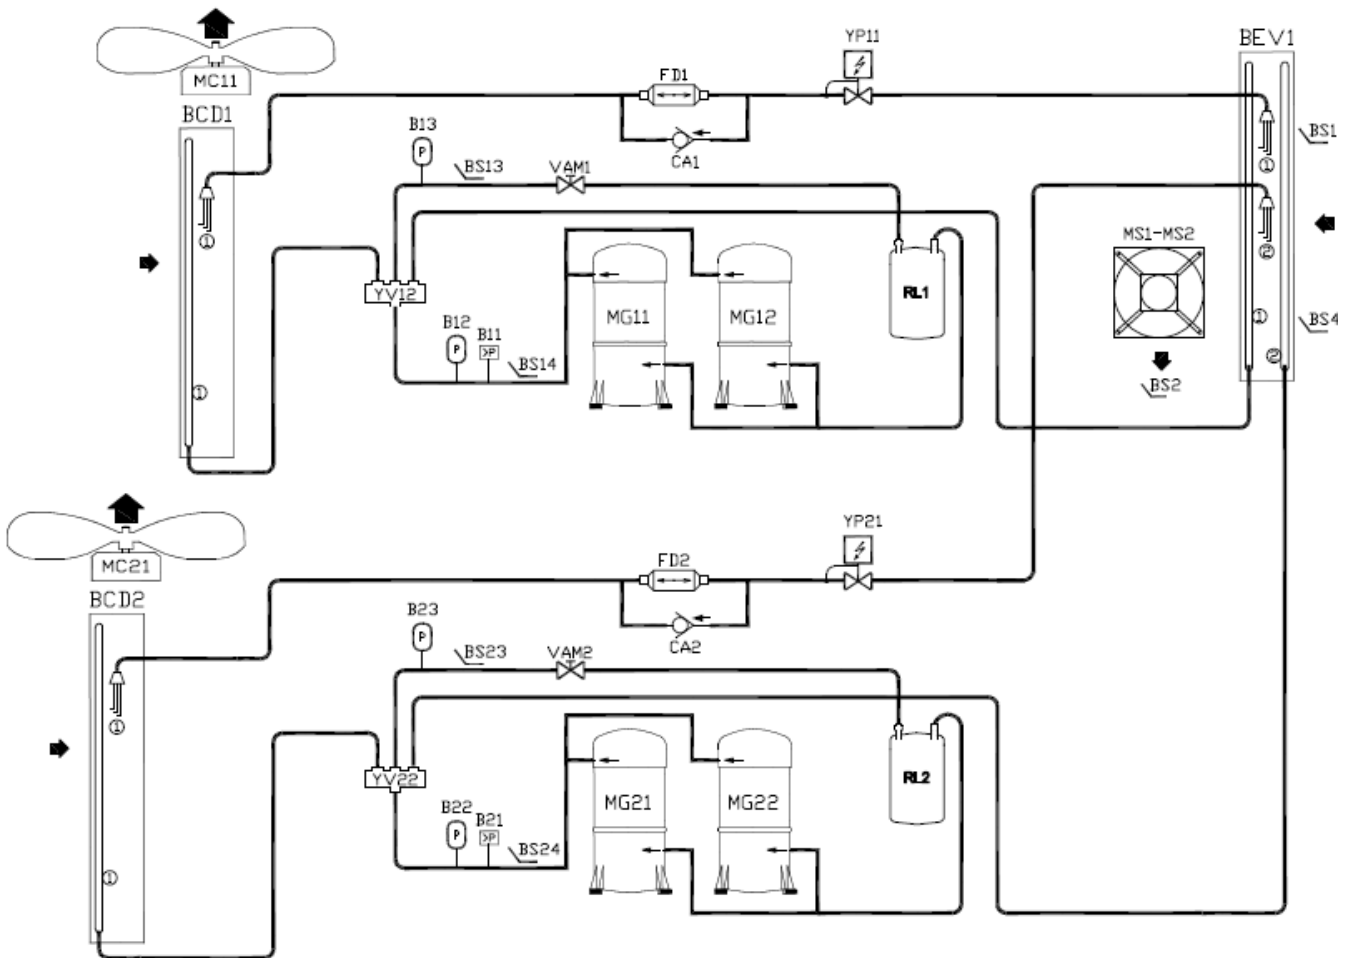 MC11
BCD1
①
①
FD1
CA1
YP11
BEV1
B13
BS13
VAM1
YV12
B12
B11
BS14
MG11
MG12
RL1
MS1-MS2
BS2
①
②
①
②
BS1
BS4
MC21
BCD2
①
①
FD2
CA2
YP21
B23
BS23
VAM2
YV22
B22
B21
BS24
MG21
MG22
RL2
P
P
>P
P
P
>P